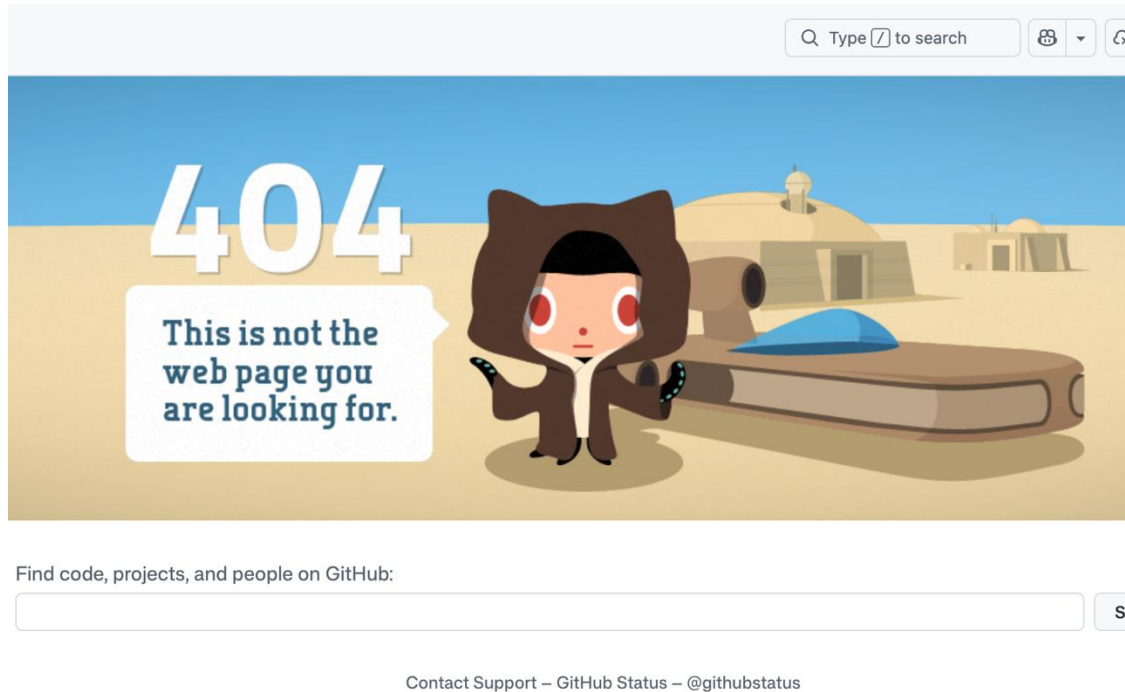 Type / to search
404
This is not the
web page you
are looking for.
Find code, projects, and people on GitHub:
S
Contact Support – GitHub Status – @githubstatus